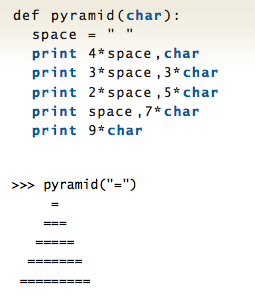 def pyramid(char):
  space = " "
  print 4*space,char
  print 3*space,3*char
  print 2*space,5*char
  print space,7*char
  print 9*char
>>> pyramid("=")
     =
    ===
   =====
  =======
 =========